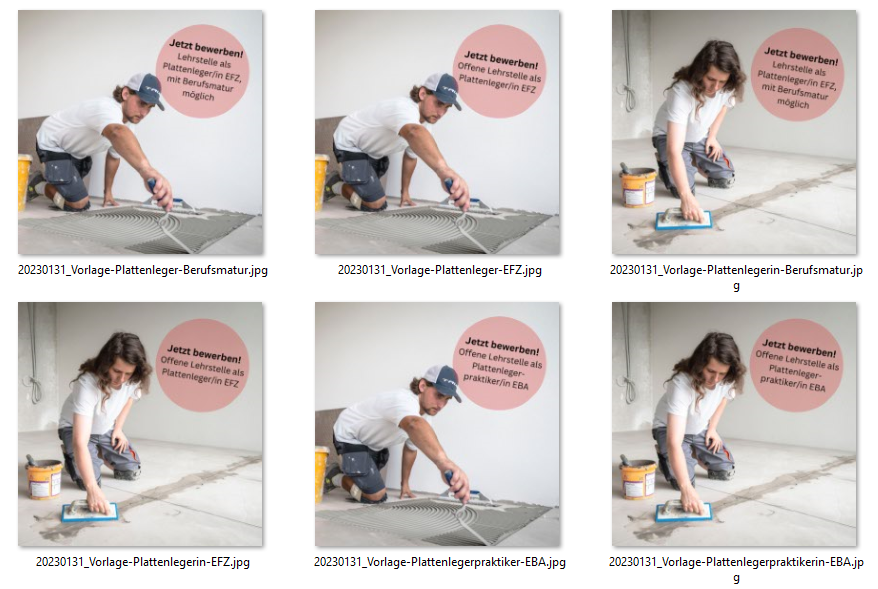 Jetzt bewerben!
Lehrstelle als
Plattenleger/in EFZ,
mit Berufsmatur
möglich
20230131_Vorlage-Plattenleger-Berufsmatur.jpg
Jetzt bewerben!
Offene Lehrstelle als
Plattenleger/in EFZ
20230131_Vorlage-Plattenleger-EFZ.jpg
Jetzt bewerben!
Lehrstelle als
Plattenleger/in EFZ,
mit Berufsmatur
möglich
20230131_Vorlage-Plattenlegerin-Berufsmatur.jp
g
Jetzt bewerben!
Offene Lehrstelle als
Plattenleger/in EFZ
20230131_Vorlage-Plattenlegerin-EFZ.jpg
Jetzt bewerben!
Offene Lehrstelle als
Plattenleger-
praktiker/in EBA
20230131_Vorlage-Plattenlegerpraktiker-EBA.jpg
Jetzt bewerben!
Offene Lehrstelle als
Plattenleger-
praktiker/in EBA
20230131_Vorlage-Plattenlegerpraktikerin-EBA.jp
g